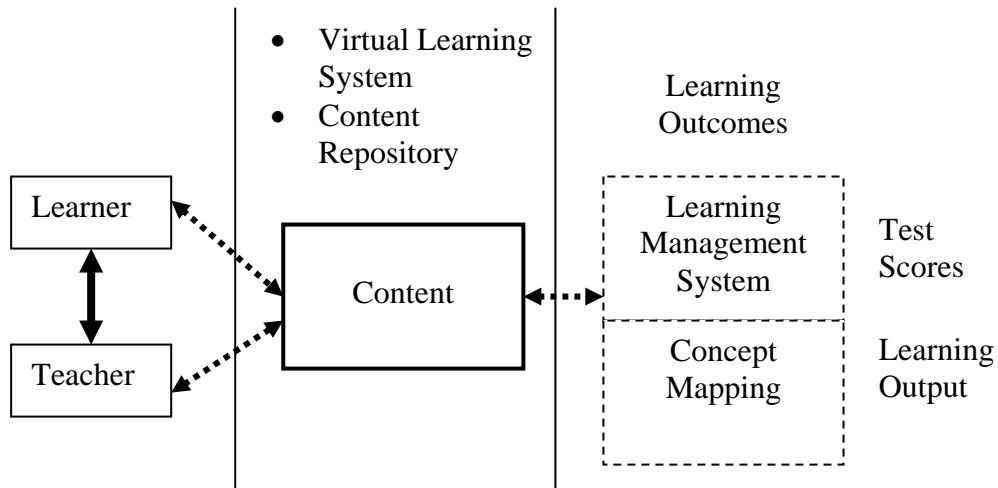 • Virtual Learning
System
• Content
Repository
Learning
Outcomes
Learner
Teacher
Content
Learning
Management
System
Test
Scores
Concept
Mapping
Learning
Output